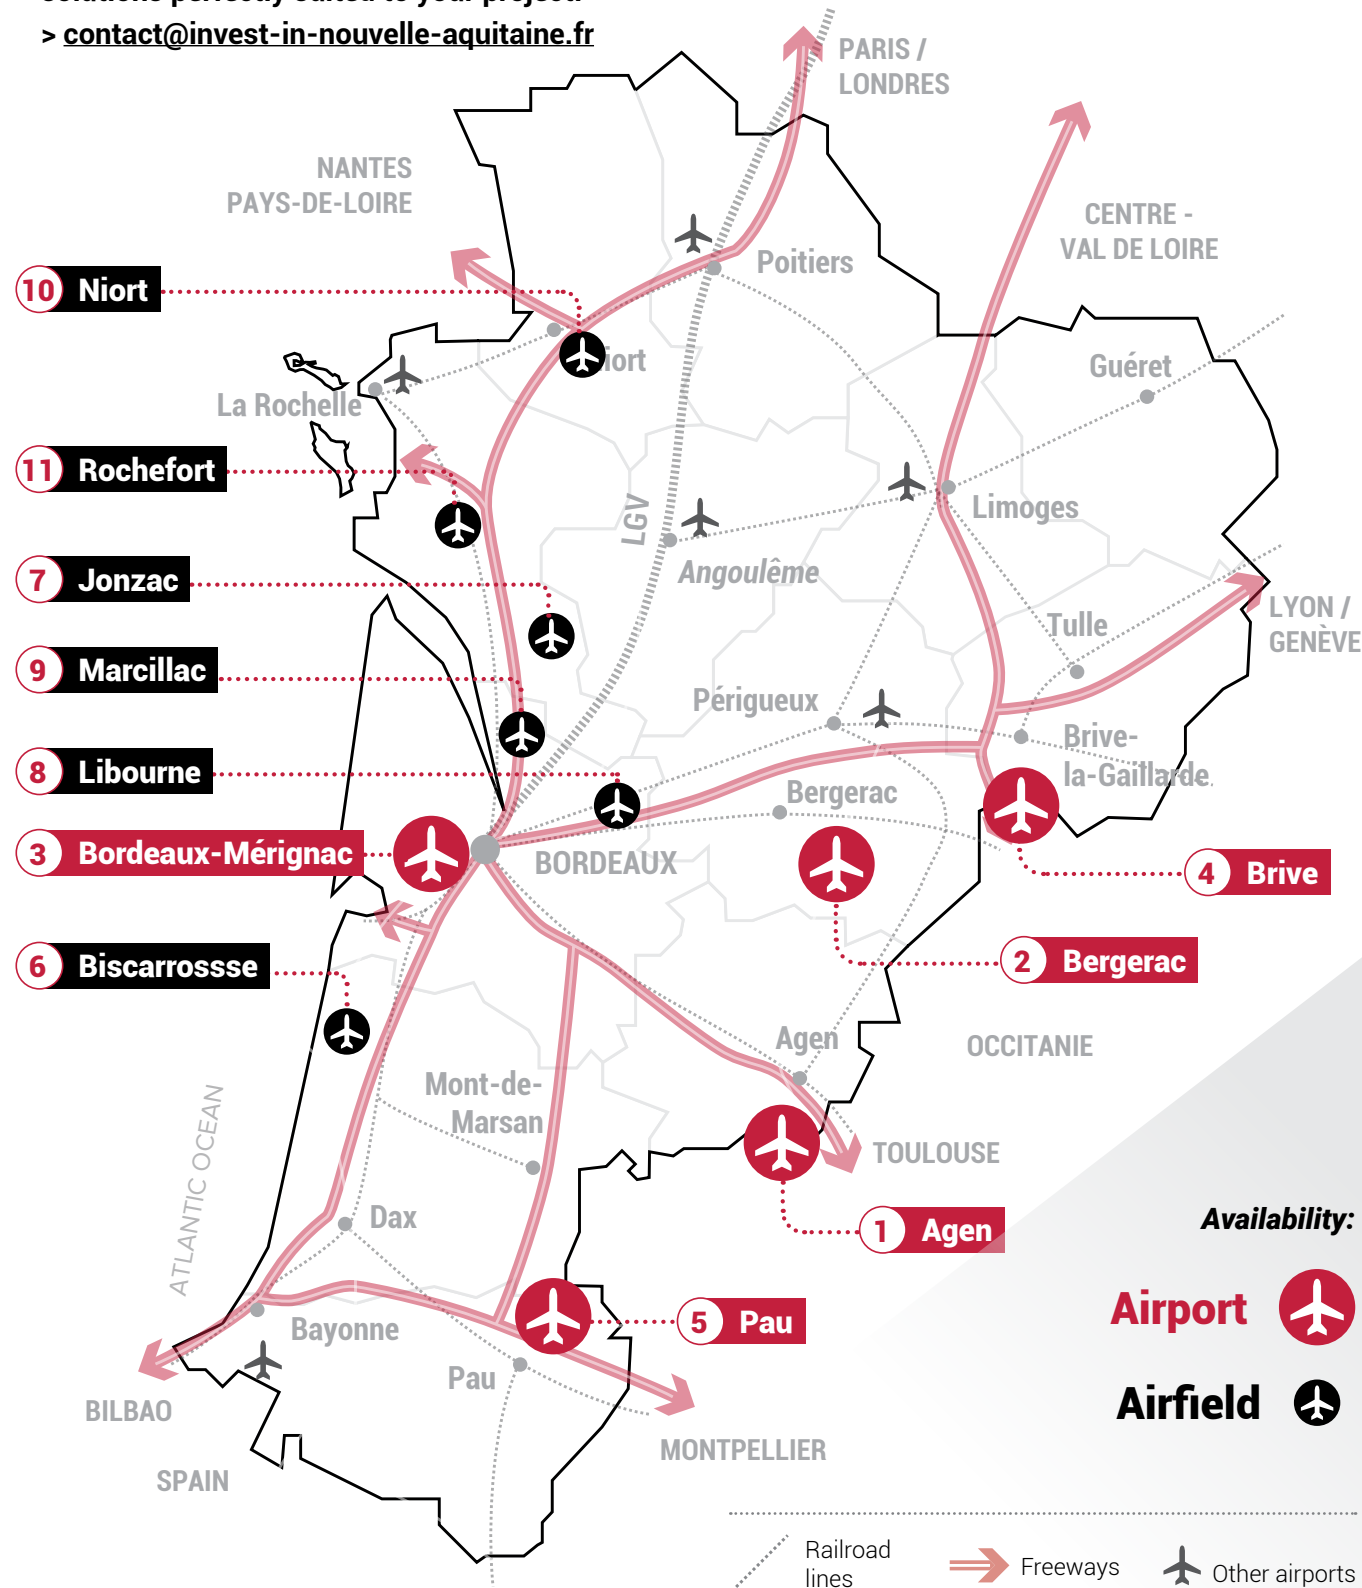 > contact@invest-in-nouvelle-aquitaine.fr
PARIS /
LONDRES
NANTES
PAYS-DE-LOIRE
CENTRE -
VAL DE LOIRE
Poitiers
10 Niort
iort
Guéret
La Rochelle
11 Rochefort
LGV
Limoges
Angoulême
7 Jonzac
LYON /
GENÈVE
Tulle
9 Marcillac
Périgueux
Brive-
la-Gaillarde
8 Libourne
Bergerac
3 Bordeaux-Mérignac
BORDEAUX
4 Brive
6 Biscarrossse
2 Bergerac
Agen
OCCITANIE
Mont-de-
Marsan
ATLANTIC OCEAN
TOULOUSE
Dax
1 Agen
Availability:
Airport
Bayonne
5 Pau
Pau
Airfield
BILBAO
MONTPELLIER
SPAIN
Railroad
lines
Freeways
Other airports